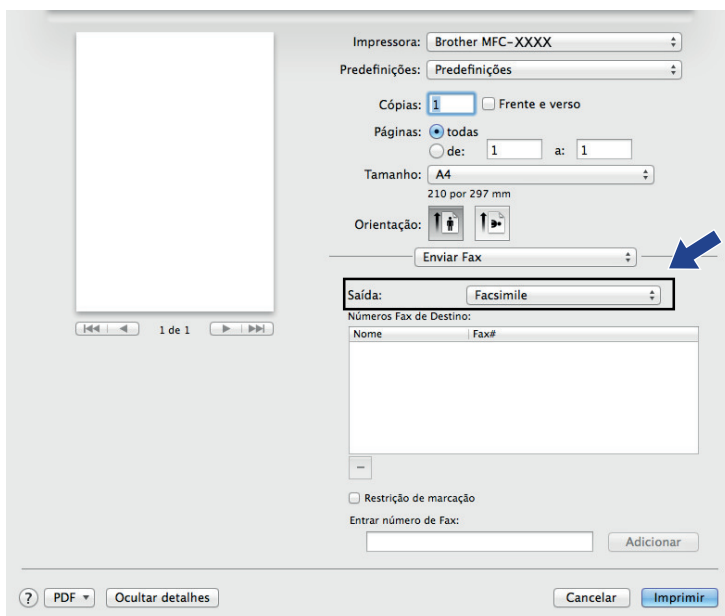 Impressora: Brother MFC-XXXX
Predefinições: Predefinições
Cópias: 1 Frente e verso
Páginas: todas
de: 1 a: 1
Tamanho: A4
210 por 297 mm
Orientação:
Enviar Fax
Saída: Facsimile
Números Fax de Destino:
Nome Fax#
1 de 1
Restrição de marcação
Entrar número de Fax:
Adicionar
? PDF Ocultar detalhes Cancelar Imprimir